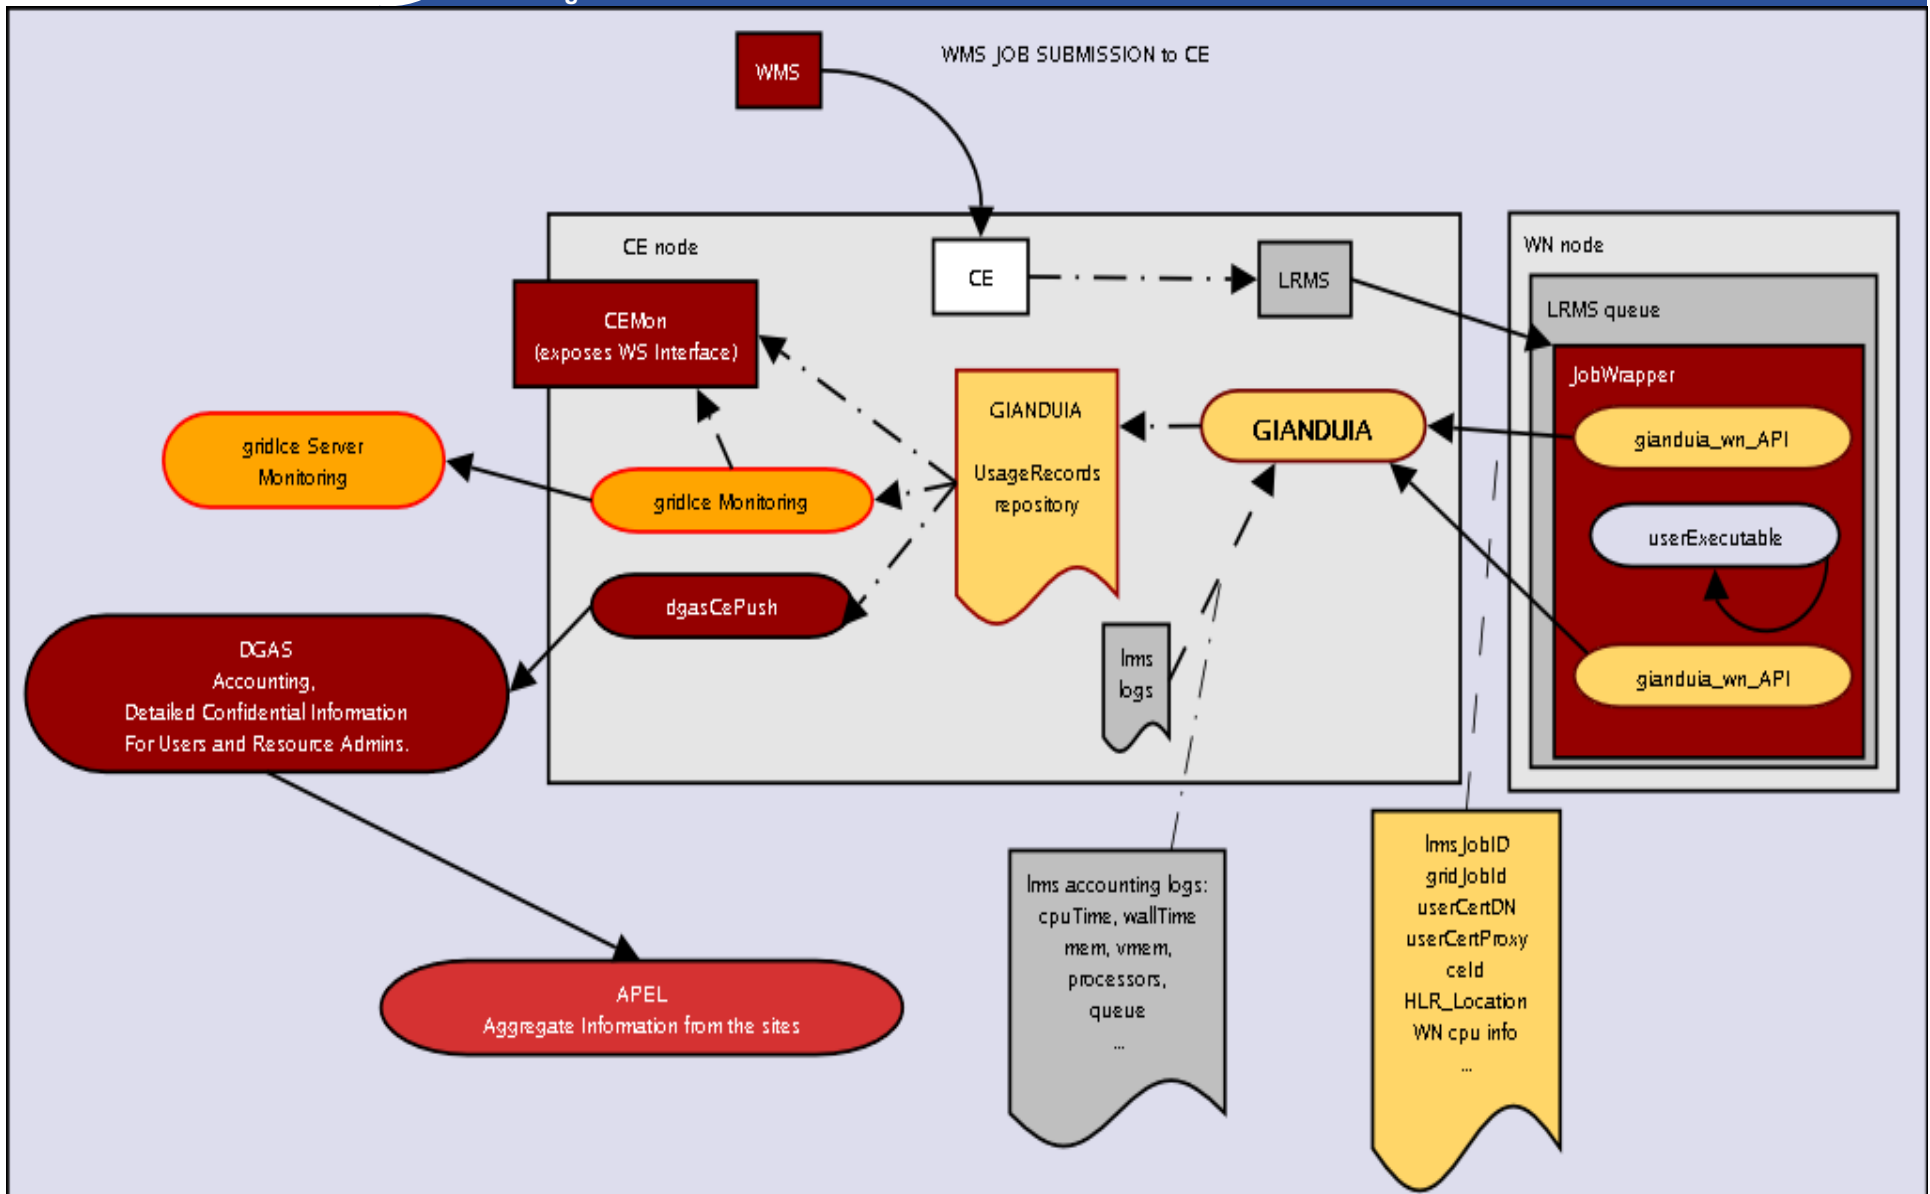 WMS
WMS JOB SUBMISSION to CE
CE node
CE
LRMS
WN node
LRMS queue
JobWrapper
CEMon
(exposes WS Interface)
GIANDUIA
UsageRecords
repository
GIANDUIA
gianduia_wn_API
userExecutable
gianduia_wn_API
gridIce Server
Monitoring
gridIce Monitoring
dgasCePush
lrms
logs
DGAS
Accounting,
Detailed Confidential Information
For Users and Resource Admins.
APEL
Aggregate Information from the sites
lrms accounting logs:
cpuTime, wallTime
mem, vmem,
processors,
queue
...
lrmsJobID
gridJobId
userCertDN
userCertProxy
ceId
HLR_Location
WN cpu info
...